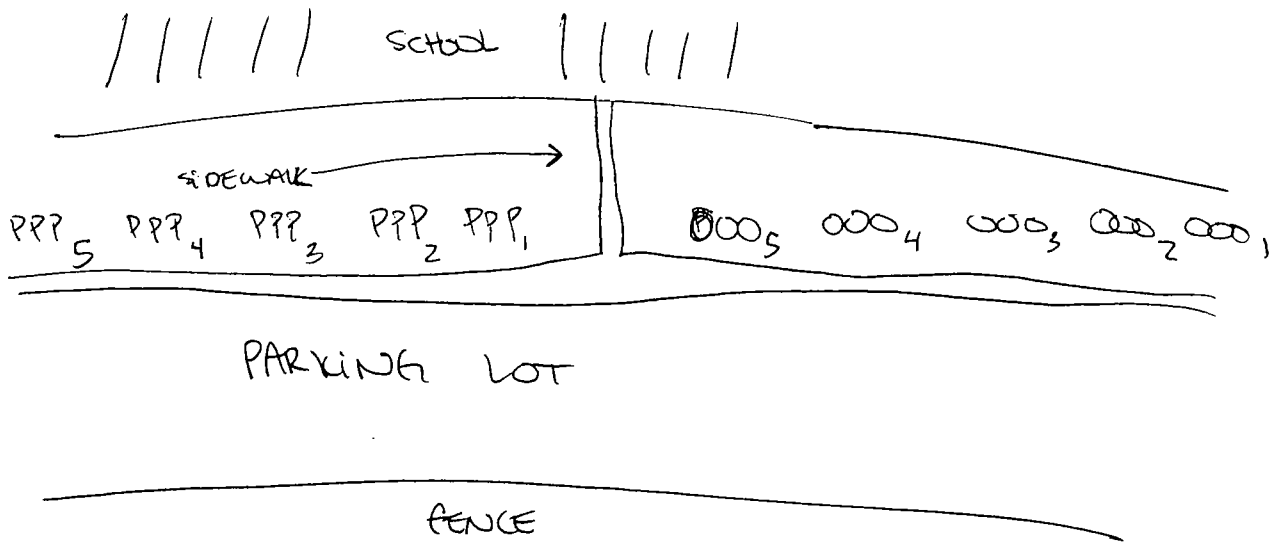 SCHOOL
SiDEWALK
PPP5 PPP4 PPP3 PPP2 PPP1 OOO5 OOO4 OOO3 OOO2 OOO1
PARKiNG LOT
fENCE